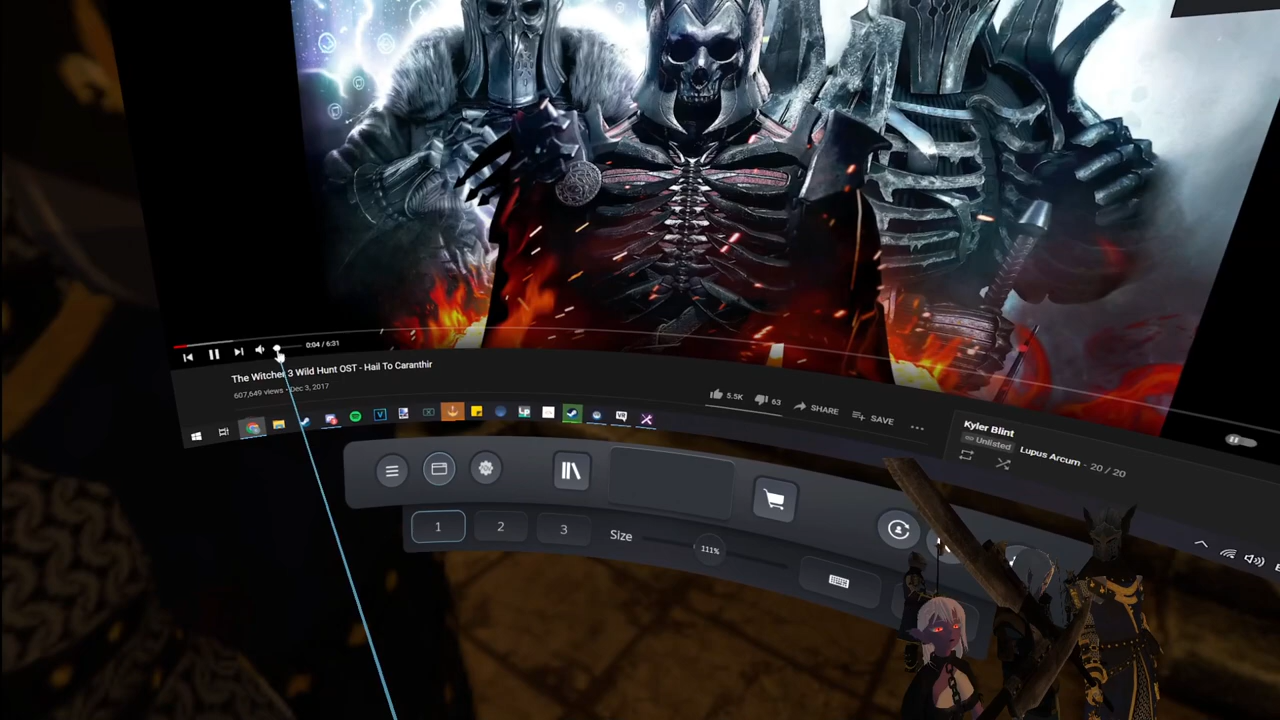 0:04 / 6:31
The Witcher 3 Wild Hunt OST - Hail To Caranthir
607,649 views • Dec 3, 2017
5.5K
63
SHARE
SAVE
Kyler Blint
Unlisted
Lupus Arcum - 20 / 20
1
2
3
Size
111%